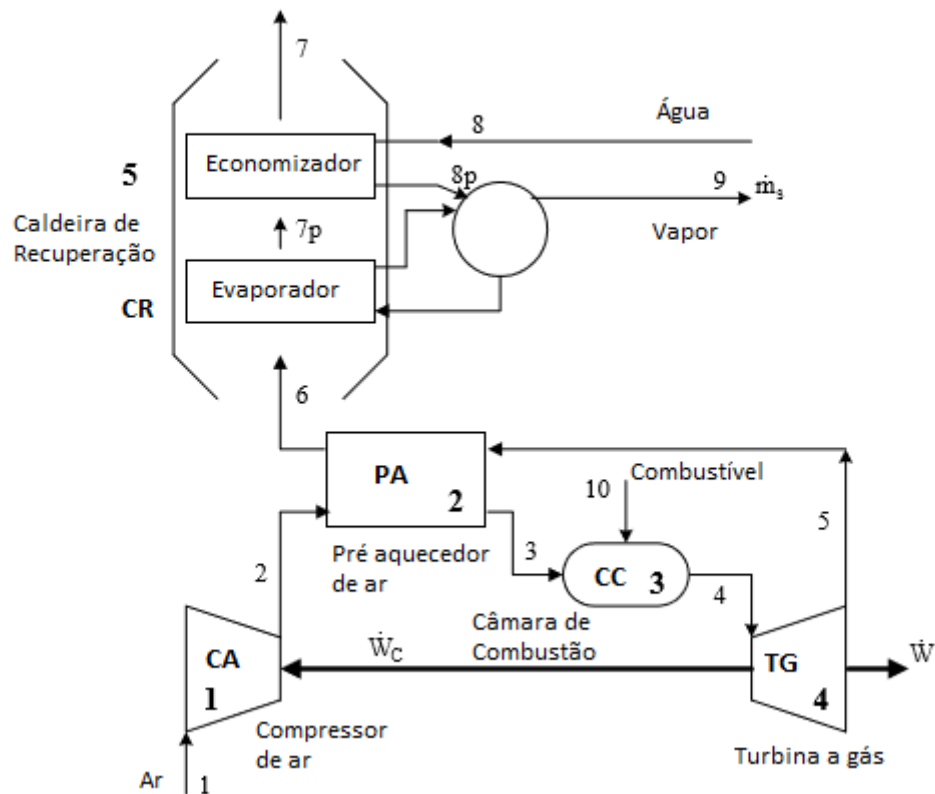 7
8
Água
Economizador
8p
9
ṁₛ
5
Vapor
Caldeira de
Recuperação
7p
Evaporador
CR
6
Combustível
PA
2
10
5
Pré aquecedor
de ar
3
CC 3
4
2
Câmara de
Combustão
Ẇ_C
Ẇ
CA
1
TG
4
Compressor
de ar
Turbina a gás
Ar
1